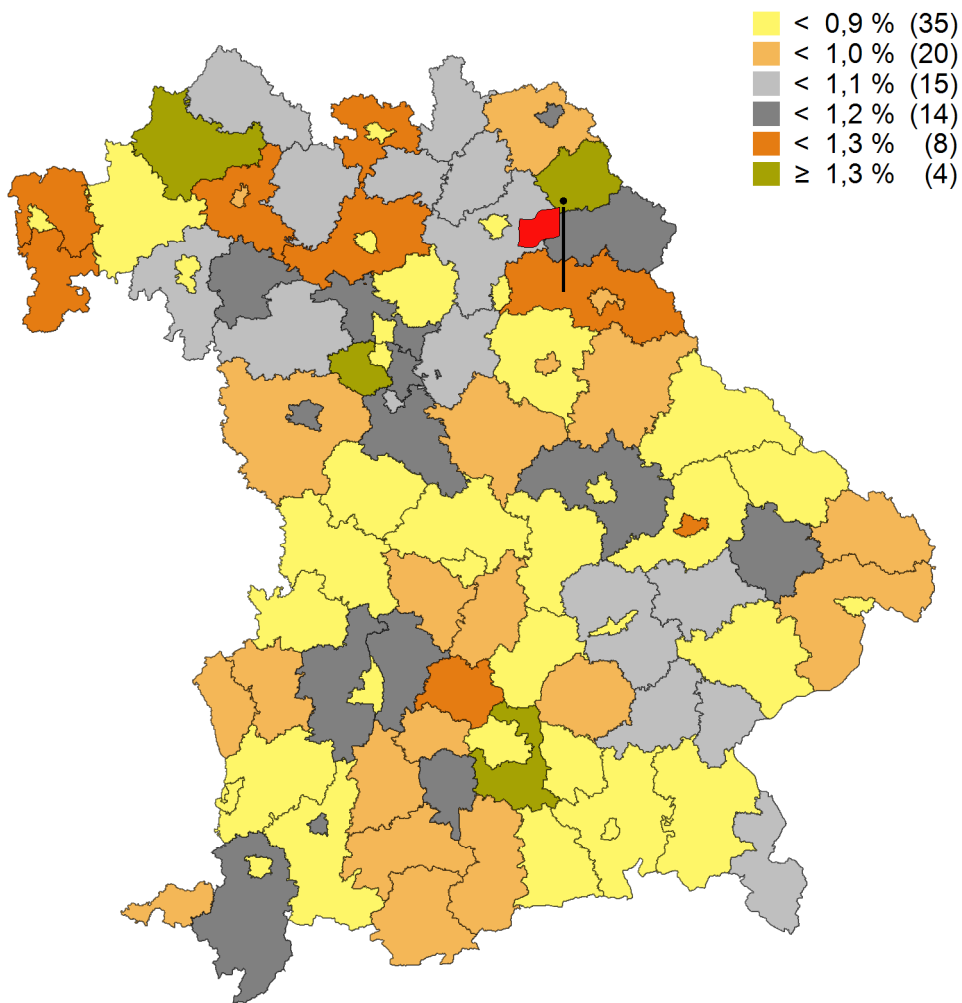 < 0,9 % (35)
< 1,0 % (20)
< 1,1 % (15)
< 1,2 % (14)
< 1,3 % (8)
≥ 1,3 % (4)